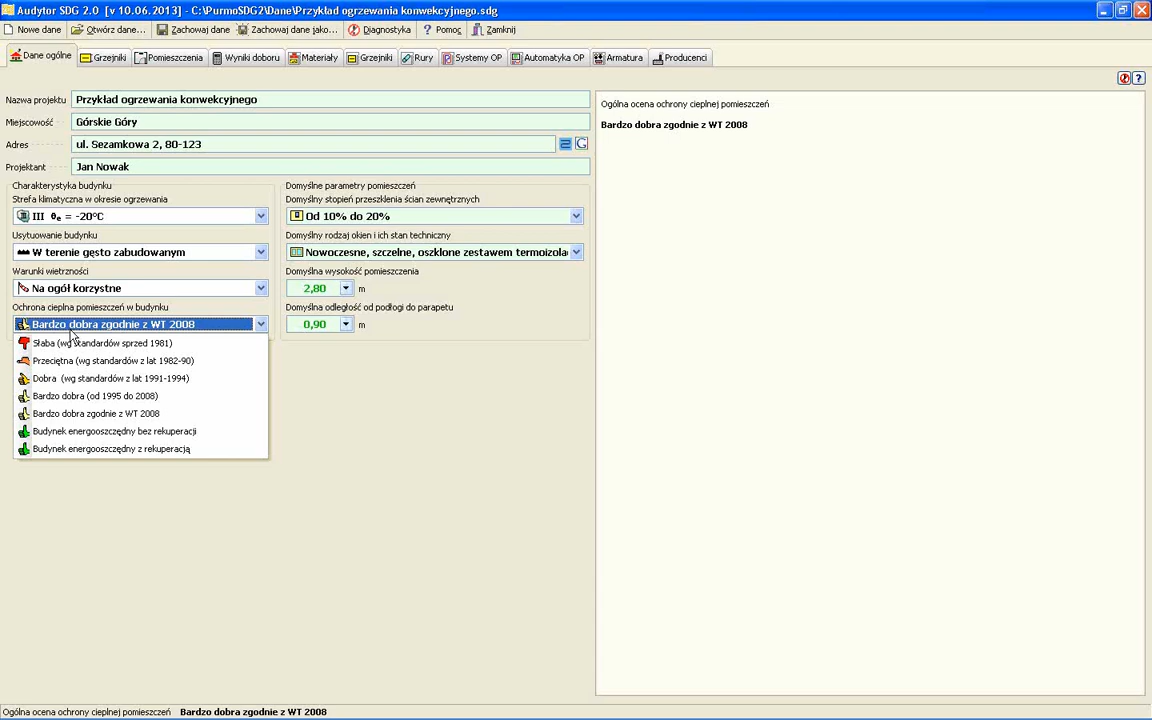 Audytor SDG 2.0 [v 10.06.2013] - C:\PurmoSDG2\Dane\Przykład ogrzewania konwekcyjnego.sdg
Nowe dane Otwórz dane... Zachowaj dane Zachowaj dane jako... Diagnostyka ? Pomoc Zamknij
Dane ogólne Grzejniki Pomieszczenia Wyniki doboru Materiały Grzejniki Rury Systemy OP Automatyka OP Armatura Producenci
Nazwa projektu Przykład ogrzewania konwekcyjnego
Miejscowość Górskie Góry
Adres ul. Sezamkowa 2, 80-123
Projektant Jan Nowak
Charakterystyka budynku
Strefa klimatyczna w okresie ogrzewania
III θe = -20°C
Usytuowanie budynku
W terenie gęsto zabudowanym
Warunki wietrzności
Na ogół korzystne
Ochrona cieplna pomieszczeń w budynku
Bardzo dobra zgodnie z WT 2008
Słaba (wg standardów sprzed 1981)
Przeciętna (wg standardów z lat 1982-90)
Dobra (wg standardów z lat 1991-1994)
Bardzo dobra (od 1995 do 2008)
Bardzo dobra zgodnie z WT 2008
Budynek energooszczędny bez rekuperacji
Budynek energooszczędny z rekuperacją
Domyślne parametry pomieszczeń
Domyślny stopień przeszklenia ścian zewnętrznych
Od 10% do 20%
Domyślny rodzaj okien i ich stan techniczny
Nowoczesne, szczelne, oszklone zestawem termoizola
Domyślna wysokość pomieszczenia
2,80 m
Domyślna odległość od podłogi do parapetu
0,90 m
?
Ogólna ocena ochrony cieplnej pomieszczeń
Bardzo dobra zgodnie z WT 2008
Ogólna ocena ochrony cieplnej pomieszczeń Bardzo dobra zgodnie z WT 2008